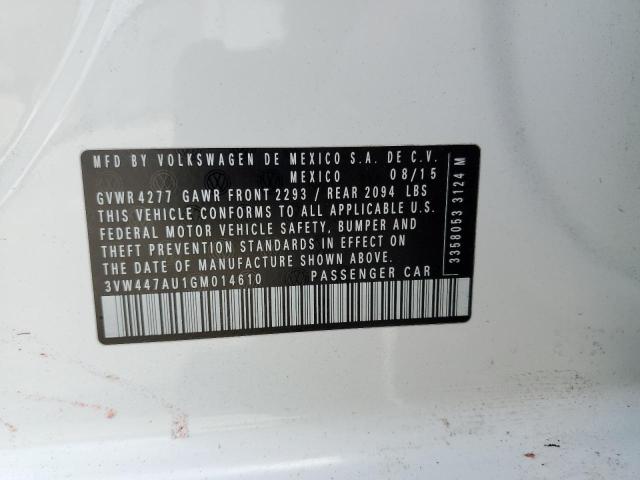 MFD BY VOLKSWAGEN DE MEXICO S.A. DE C.V.
MEXICO 08/15
GVWR 4277 GAWR FRONT 2293 / REAR 2094 LBS
THIS VEHICLE CONFORMS TO ALL APPLICABLE U.S.
FEDERAL MOTOR VEHICLE SAFETY, BUMPER AND
THEFT PREVENTION STANDARDS IN EFFECT ON
THE DATE OF MANUFACTURE SHOWN ABOVE.
3VW447AU1GM014610 PASSENGER CAR
3358053 3124 M